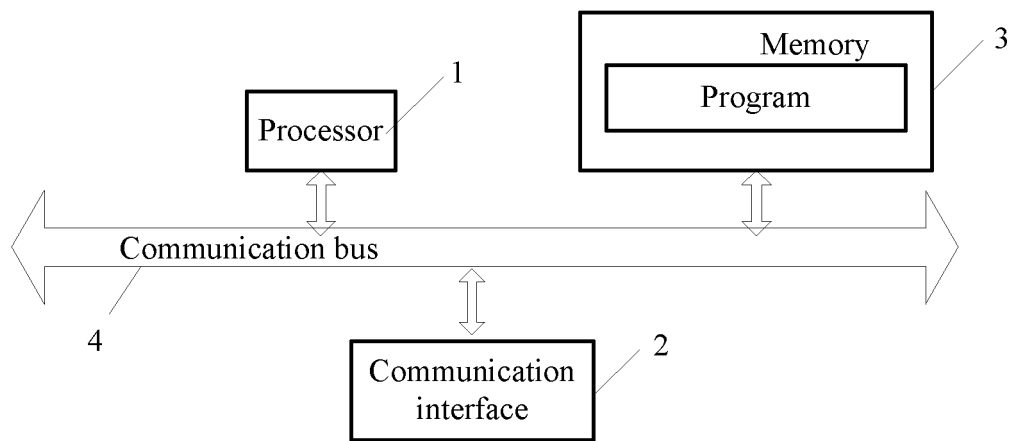 Memory
3
1
Program
Processor
Communication bus
4
2
Communication
interface